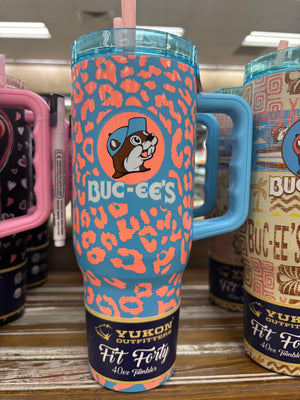 BUC-EE'S
YUKON
OUTFITTERS
Fit Forty
40oz Tumbler
BUC-EE'S
YUKON
OUTFITTERS
Fit Forty
40oz Tumbler